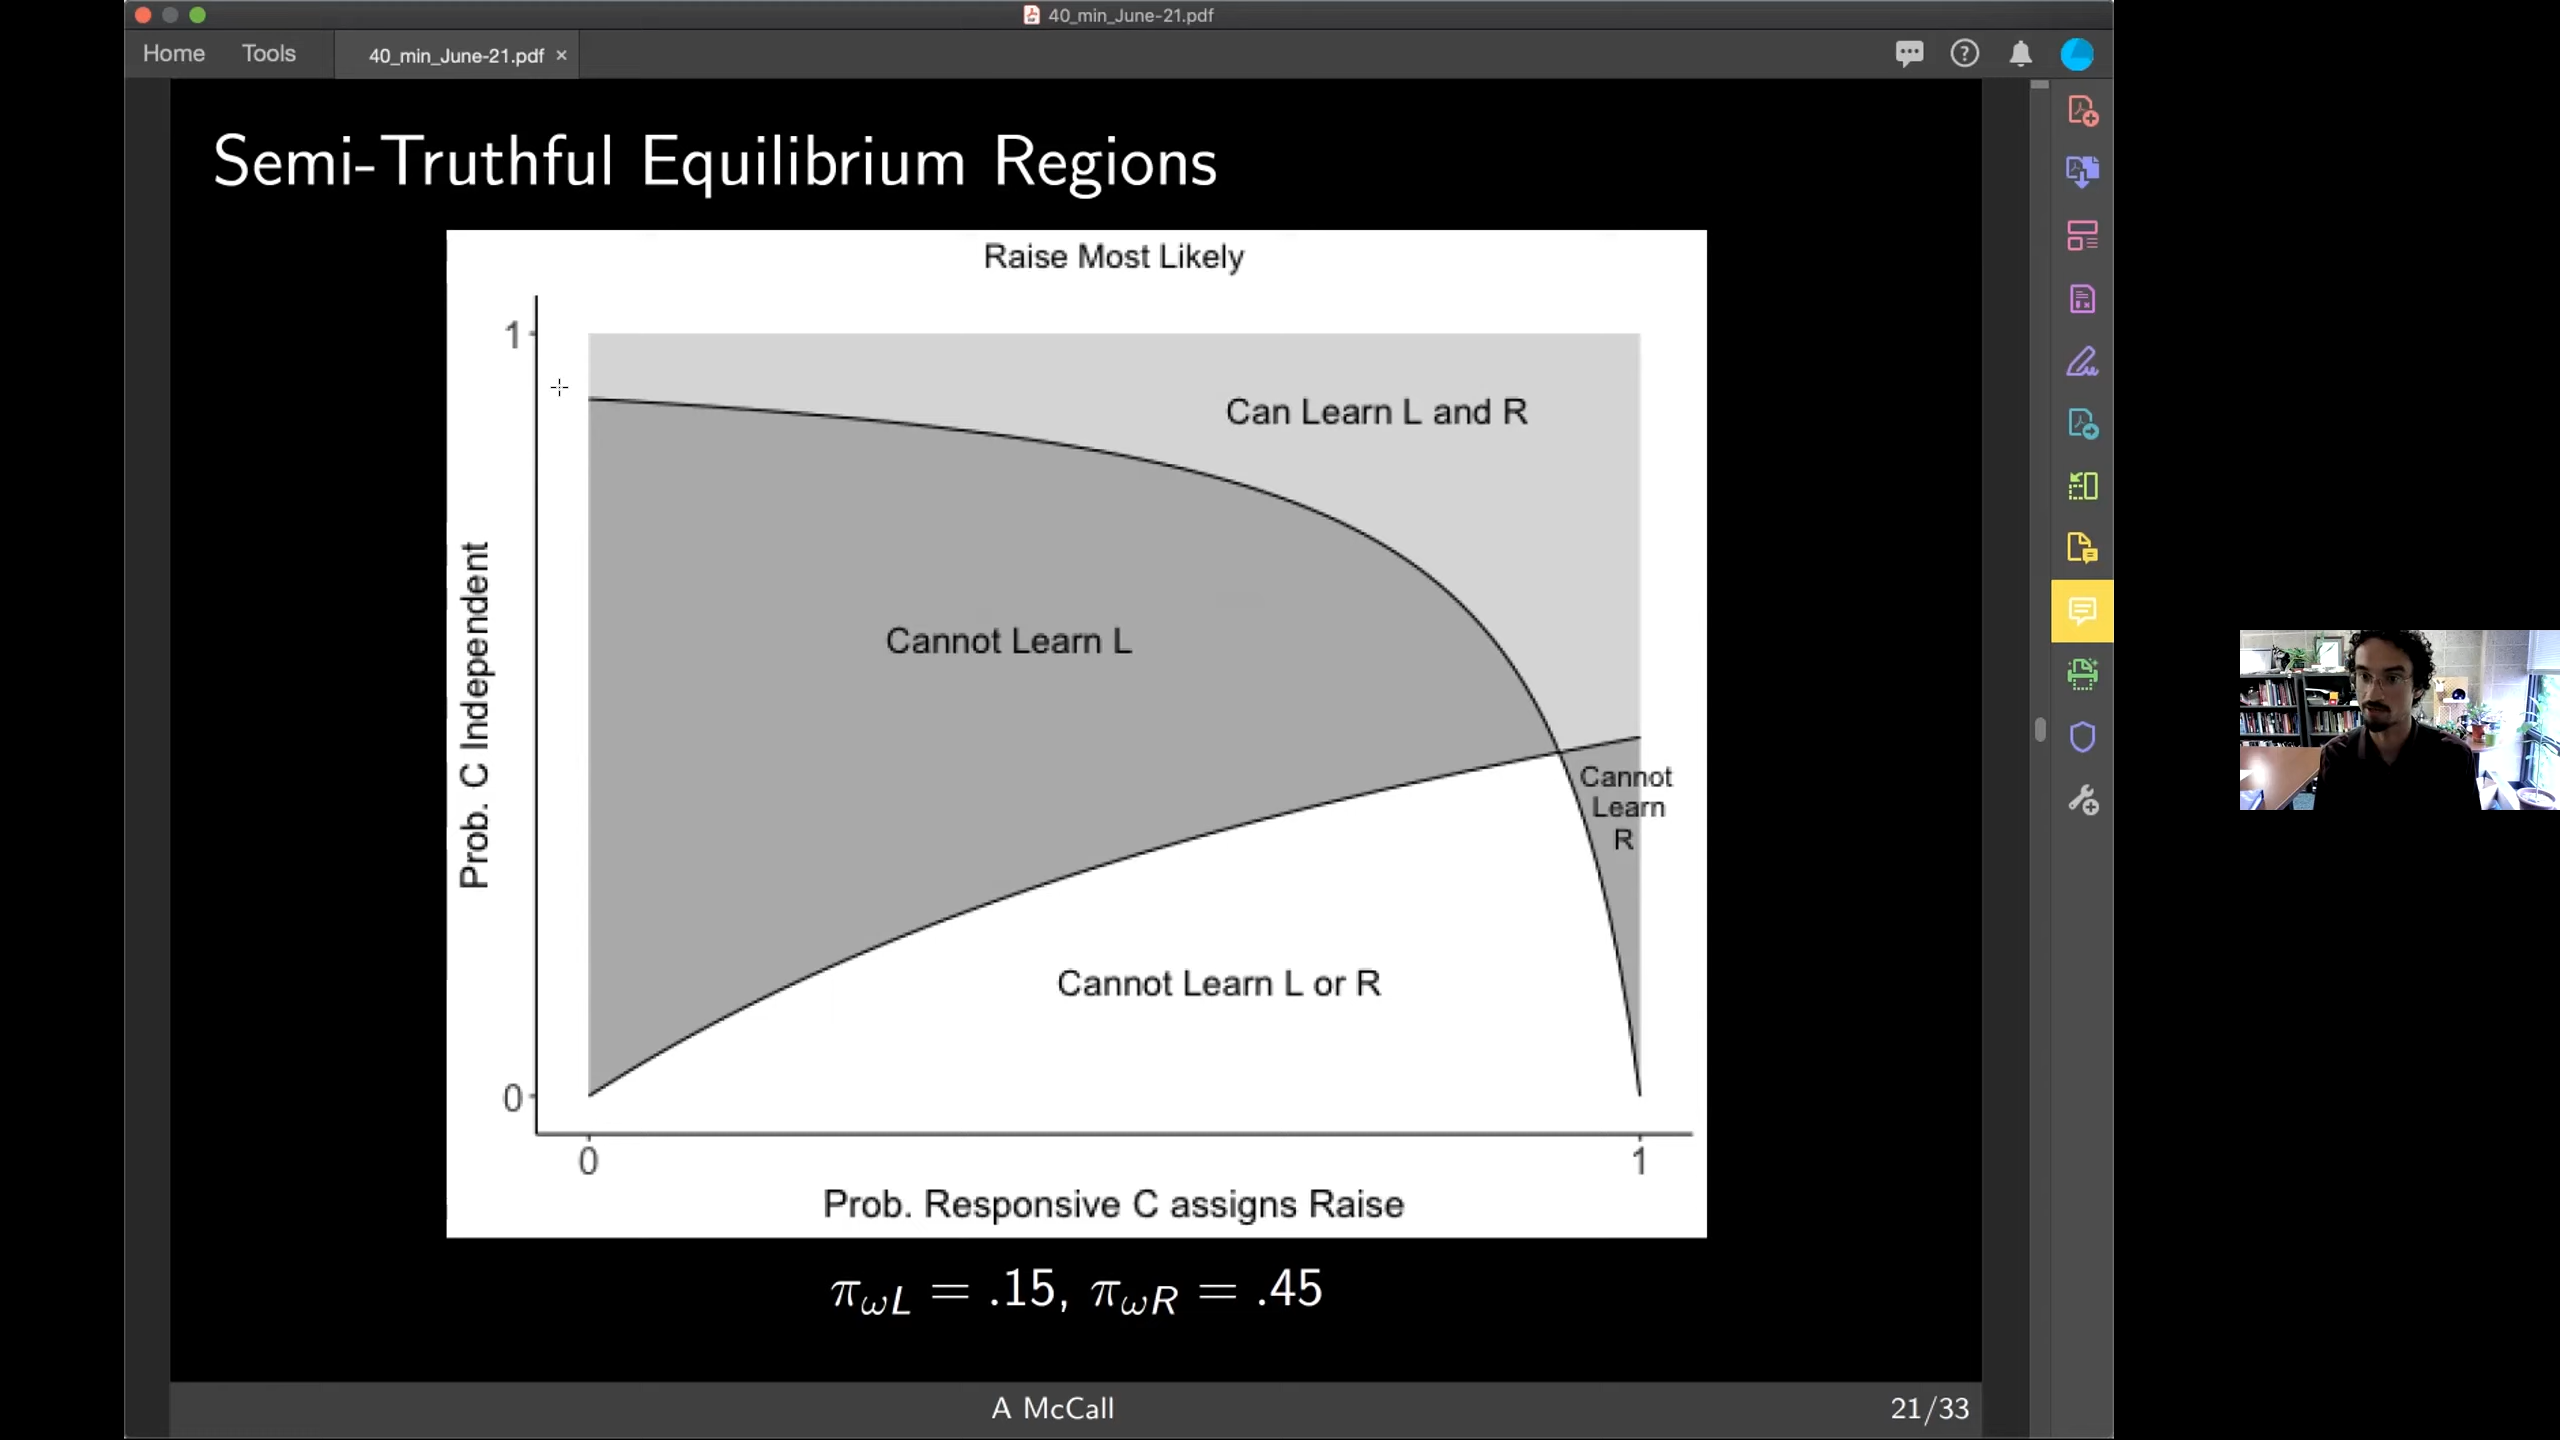 40_min_June-21.pdf
Home Tools 40_min_June-21.pdf ×
Semi-Truthful Equilibrium Regions
Raise Most Likely
1
Can Learn L and R
Cannot Learn L
Prob. C Independent
Cannot
Learn
R
Cannot Learn L or R
0
0 1
Prob. Responsive C assigns Raise
πωL = .15, πωR = .45
A McCall 21/33